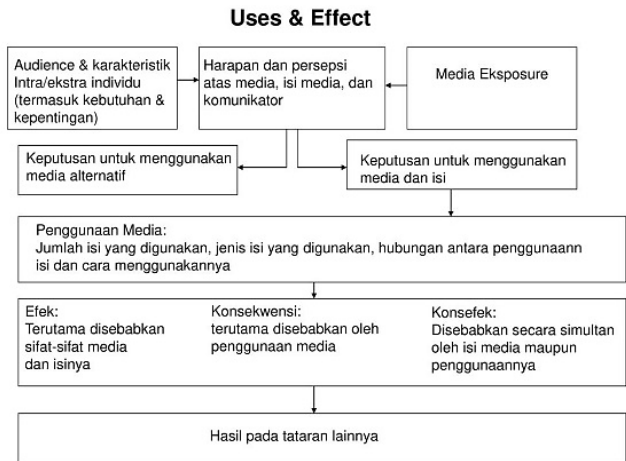 Uses & Effect
Audience & karakteristik
Intra/ekstra individu
(termasuk kebutuhan &
kepentingan)
Harapan dan persepsi
atas media, isi media, dan
komunikator
Media Eksposure
Keputusan untuk menggunakan
media alternatif
Keputusan untuk menggunakan
media dan isi
Penggunaan Media:
Jumlah isi yang digunakan, jenis isi yang digunakan, hubungan antara penggunaann
isi dan cara menggunakannya
Efek:
Terutama disebabkan
sifat-sifat media
dan isinya
Konsekwensi:
terutama disebabkan oleh
penggunaan media
Konsefek:
Disebabkan secara simultan
oleh isi media maupun
penggunaannya
Hasil pada tataran lainnya